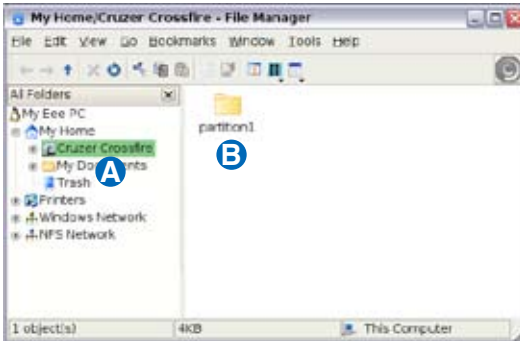 My Home/Cruzer Crossfire - File Manager
File Edit View Go Bookmarks Window Tools Help
All Folders
My Eee PC
My Home
Cruzer Crossfire
My Documents
Trash
Printers
Windows Network
NFS Network
partition1
A
B
1 object(s) 4KB This Computer